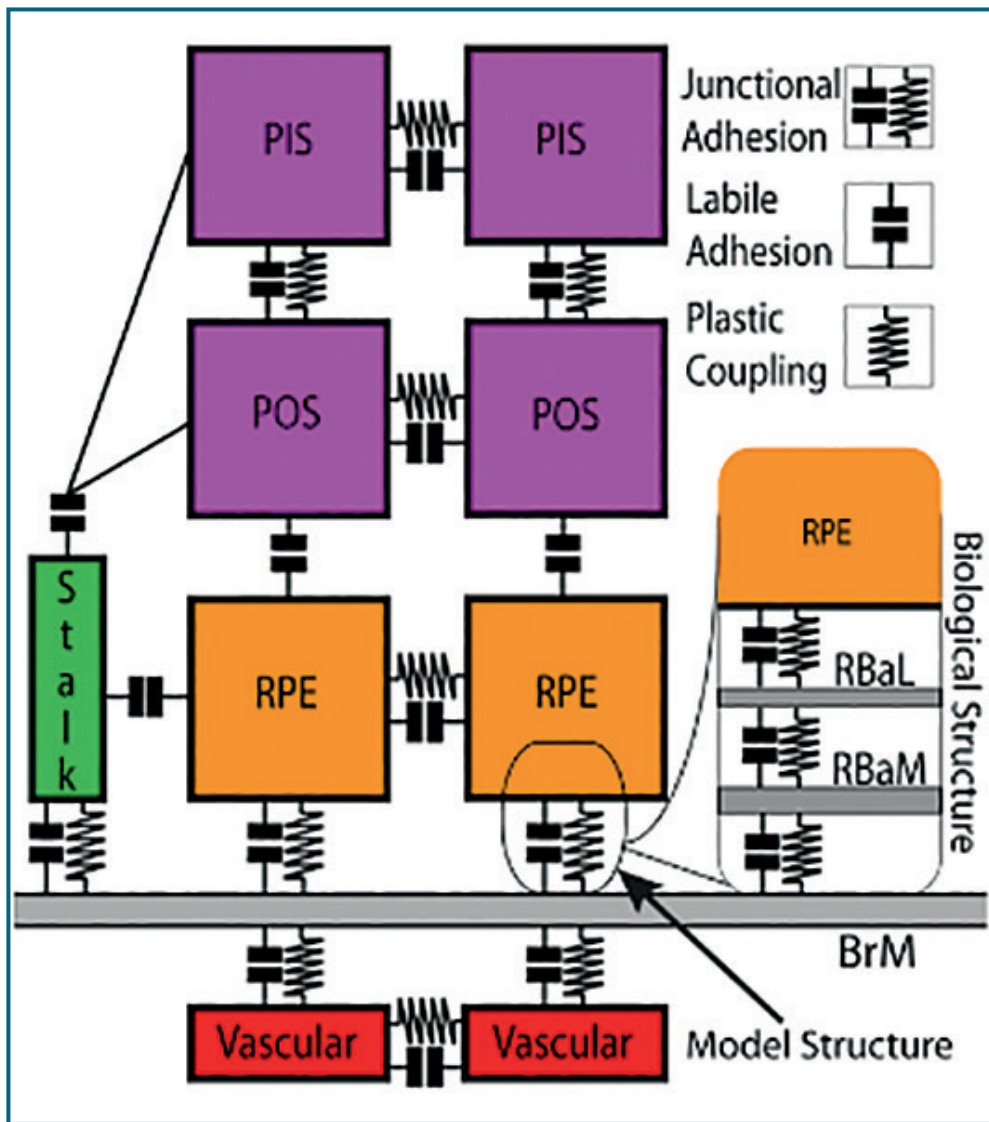 PIS
PIS
Junctional
Adhesion
Labile
Adhesion
Plastic
Coupling
POS
POS
Stalk
RPE
RPE
RPE
RBaL
RBaM
Biological Structure
BrM
Vascular
Vascular
Model Structure